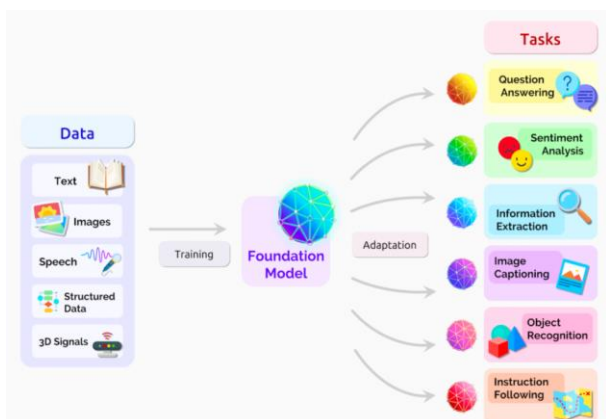 Tasks
Question
Answering
Data
Sentiment
Analysis
Text
Images
Information
Extraction
Training
Foundation
Model
Adaptation
Speech
Image
Captioning
Structured
Data
3D Signals
Object
Recognition
Instruction
Following